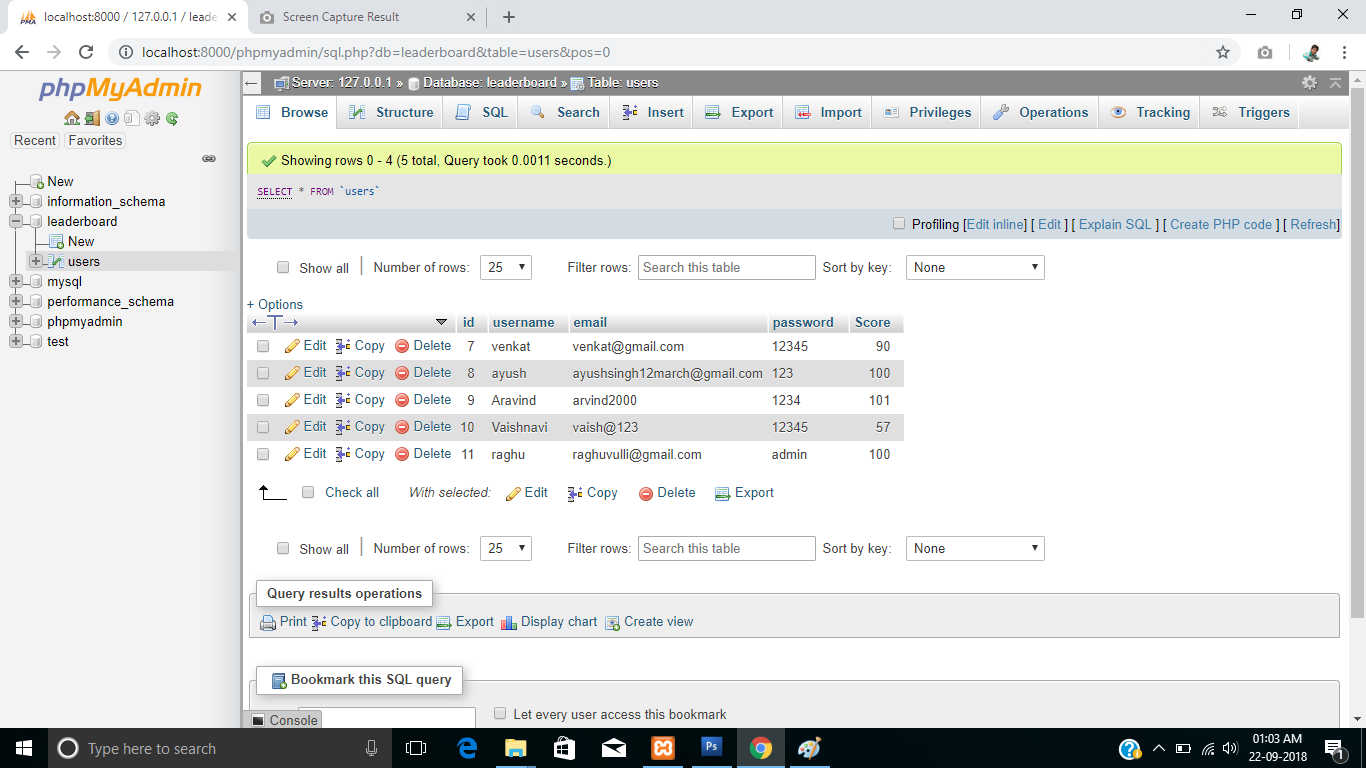 localhost:8000 / 127.0.0.1 / leade
Screen Capture Result
localhost:8000/phpmyadmin/sql.php?db=leaderboard&table=users&pos=0
phpMyAdmin
Recent Favorites
New
information_schema
leaderboard
New
users
mysql
performance_schema
phpmyadmin
test
Server: 127.0.0.1 » Database: leaderboard » Table: users
Browse Structure SQL Search Insert Export Import Privileges Operations Tracking Triggers
Showing rows 0 - 4 (5 total, Query took 0.0011 seconds.)
SELECT * FROM `users`
Profiling [Edit inline] [ Edit ] [ Explain SQL ] [ Create PHP code ] [ Refresh]
Show all Number of rows: 25 Filter rows: Search this table Sort by key: None
+ Options
←T→ id username email password Score
Edit Copy Delete 7 venkat venkat@gmail.com 12345 90
Edit Copy Delete 8 ayush ayushsingh12march@gmail.com 123 100
Edit Copy Delete 9 Aravind arvind2000 1234 101
Edit Copy Delete 10 Vaishnavi vaish@123 12345 57
Edit Copy Delete 11 raghu raghuvulli@gmail.com admin 100
Check all With selected: Edit Copy Delete Export
Show all Number of rows: 25 Filter rows: Search this table Sort by key: None
Query results operations
Print Copy to clipboard Export Display chart Create view
Bookmark this SQL query
Let every user access this bookmark
Console
Type here to search
Ps
01:03 AM
22-09-2018
1